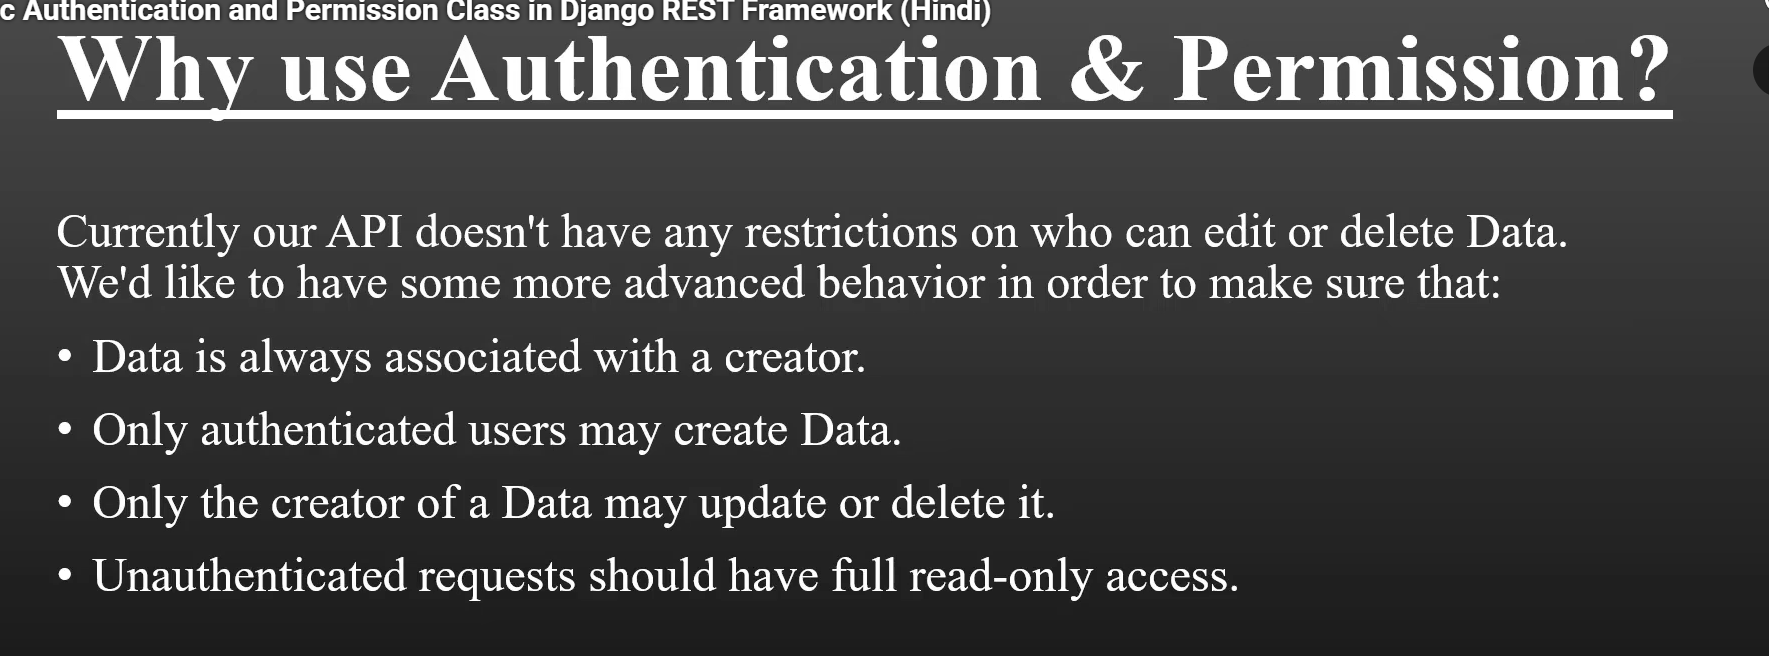 c Authentication and Permission Class in Django REST Framework (Hindi)
Why use Authentication & Permission?
Currently our API doesn't have any restrictions on who can edit or delete Data.
We'd like to have some more advanced behavior in order to make sure that:
• Data is always associated with a creator.
• Only authenticated users may create Data.
• Only the creator of a Data may update or delete it.
• Unauthenticated requests should have full read-only access.